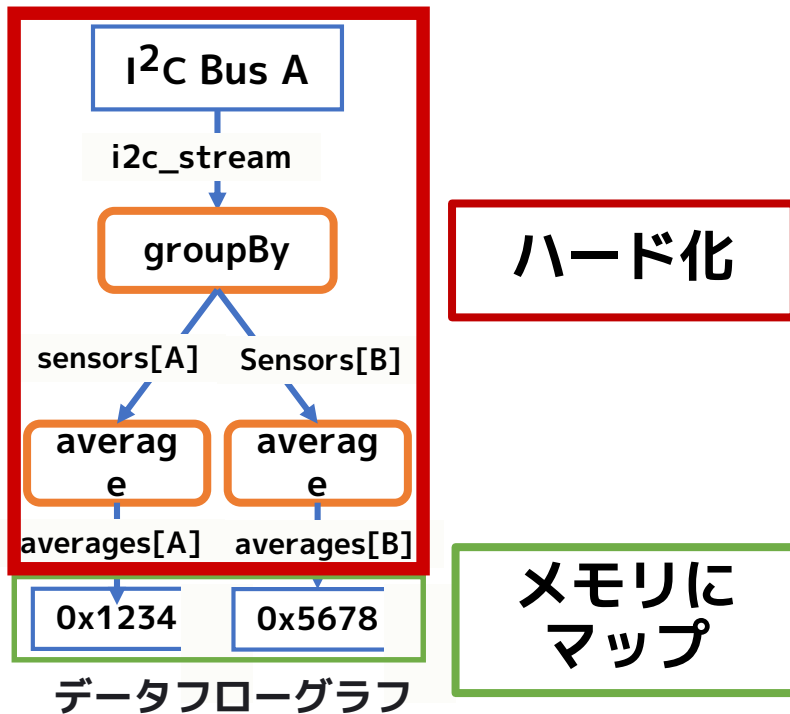 I²C Bus A
i2c_stream
groupBy
sensors[A] Sensors[B]
averag
e
averag
e
averages[A] averages[B]
0x1234 0x5678
データフローグラフ
ハード化
メモリに
マップ